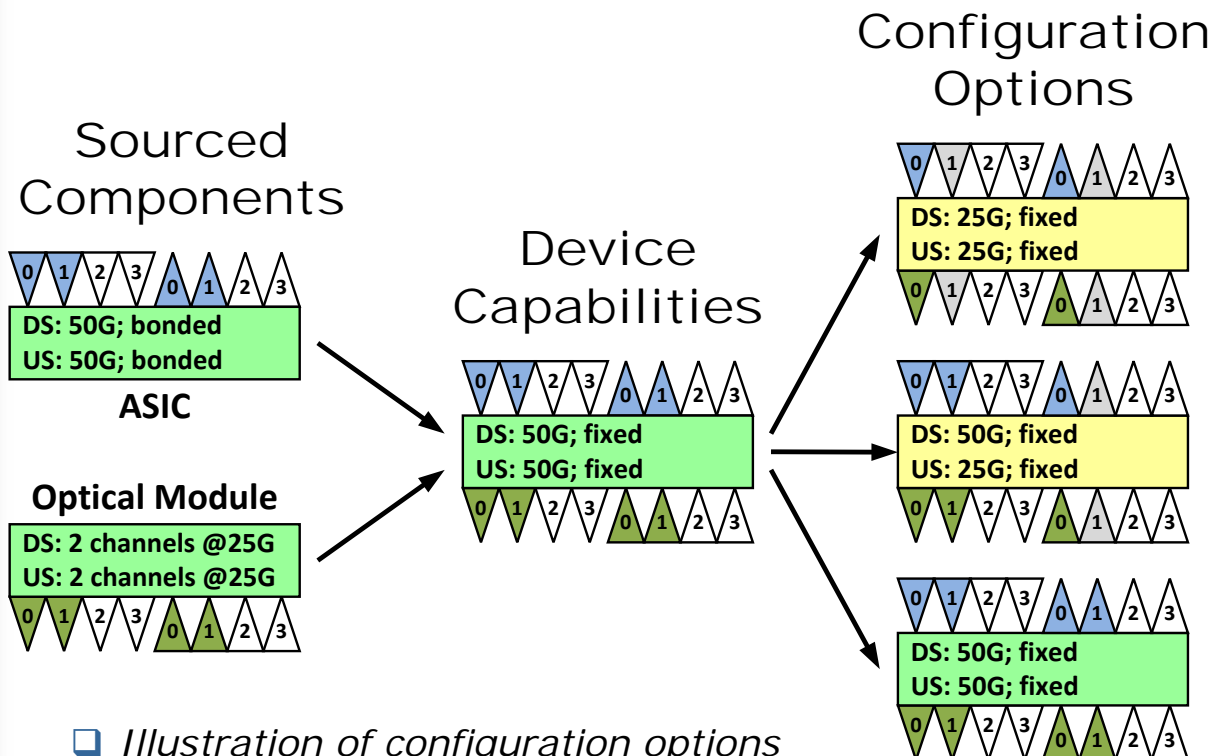 Configuration
Options
Sourced
Components
Device
Capabilities
0 1 2 3 0 1 2 3
DS: 50G; bonded
US: 50G; bonded
ASIC
Optical Module
DS: 2 channels @25G
US: 2 channels @25G
0 1 2 3 0 1 2 3
0 1 2 3 0 1 2 3
DS: 50G; fixed
US: 50G; fixed
0 1 2 3 0 1 2 3
0 1 2 3 0 1 2 3
DS: 25G; fixed
US: 25G; fixed
0 1 2 3 0 1 2 3
0 1 2 3 0 1 2 3
DS: 50G; fixed
US: 25G; fixed
0 1 2 3 0 1 2 3
0 1 2 3 0 1 2 3
DS: 50G; fixed
US: 50G; fixed
0 1 2 3 0 1 2 3
Illustration of configuration options